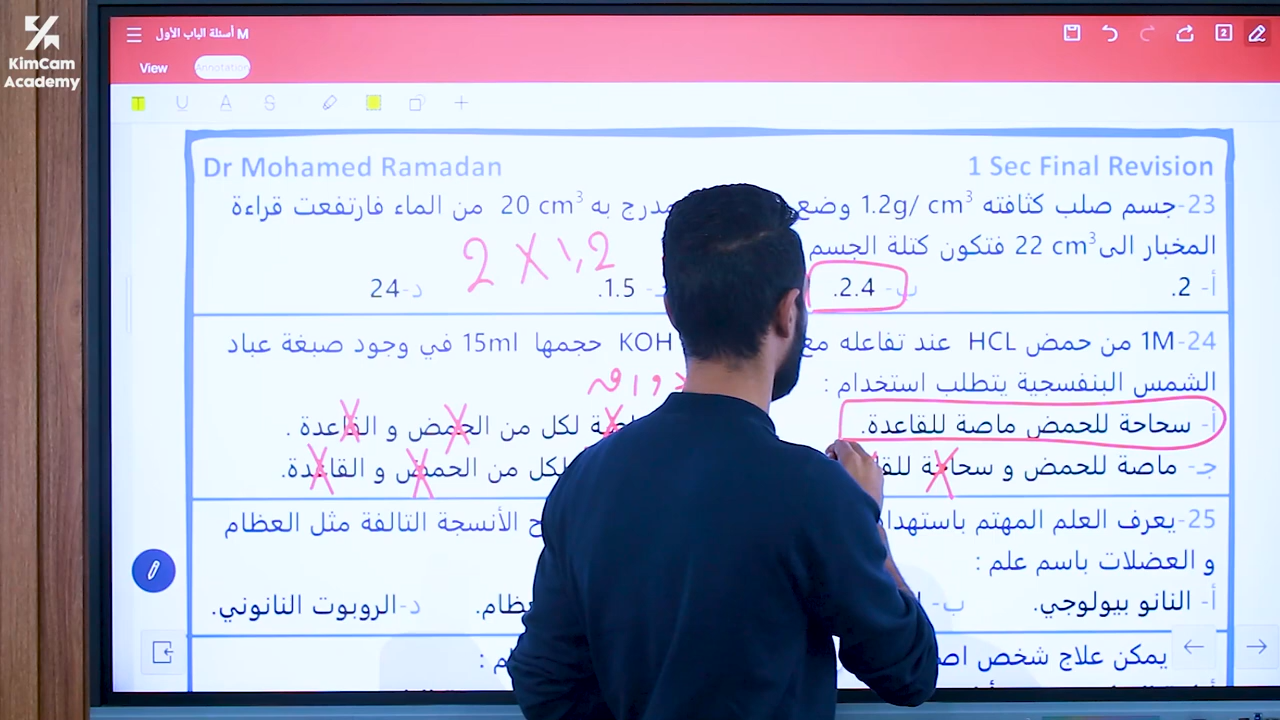 KimCam
Academy
M أسئلة الباب الأول
View
Annotation
Dr Mohamed Ramadan
1 Sec Final Revision
23-جسم صلب كثافته 1.2g/ cm³ وضع مدرج به 20 cm³ من الماء فارتفعت قراءة
المخبار الى 22 cm³ فتكون كتلة الجسم
2 X 1,2
أ- 2. ب- 2.4. 1.5. د-24
24-1M من حمض HCL عند تفاعله مع KOH حجمها 15ml في وجود صبغة عباد
الشمس البنفسجية يتطلب استخدام :
أ- سحاحة للحمض ماصة للقاعدة. لكل من الحمض و القاعدة .
جـ- ماصة للحمض و سحاحة لكل من الحمض و القاعدة.
25-يعرف العلم المهتم باستهداف الأنسجة التالفة مثل العظام
و العضلات باسم علم :
أ- النانو بيولوجي. ب- د-الروبوت النانوني.
يمكن علاج شخص